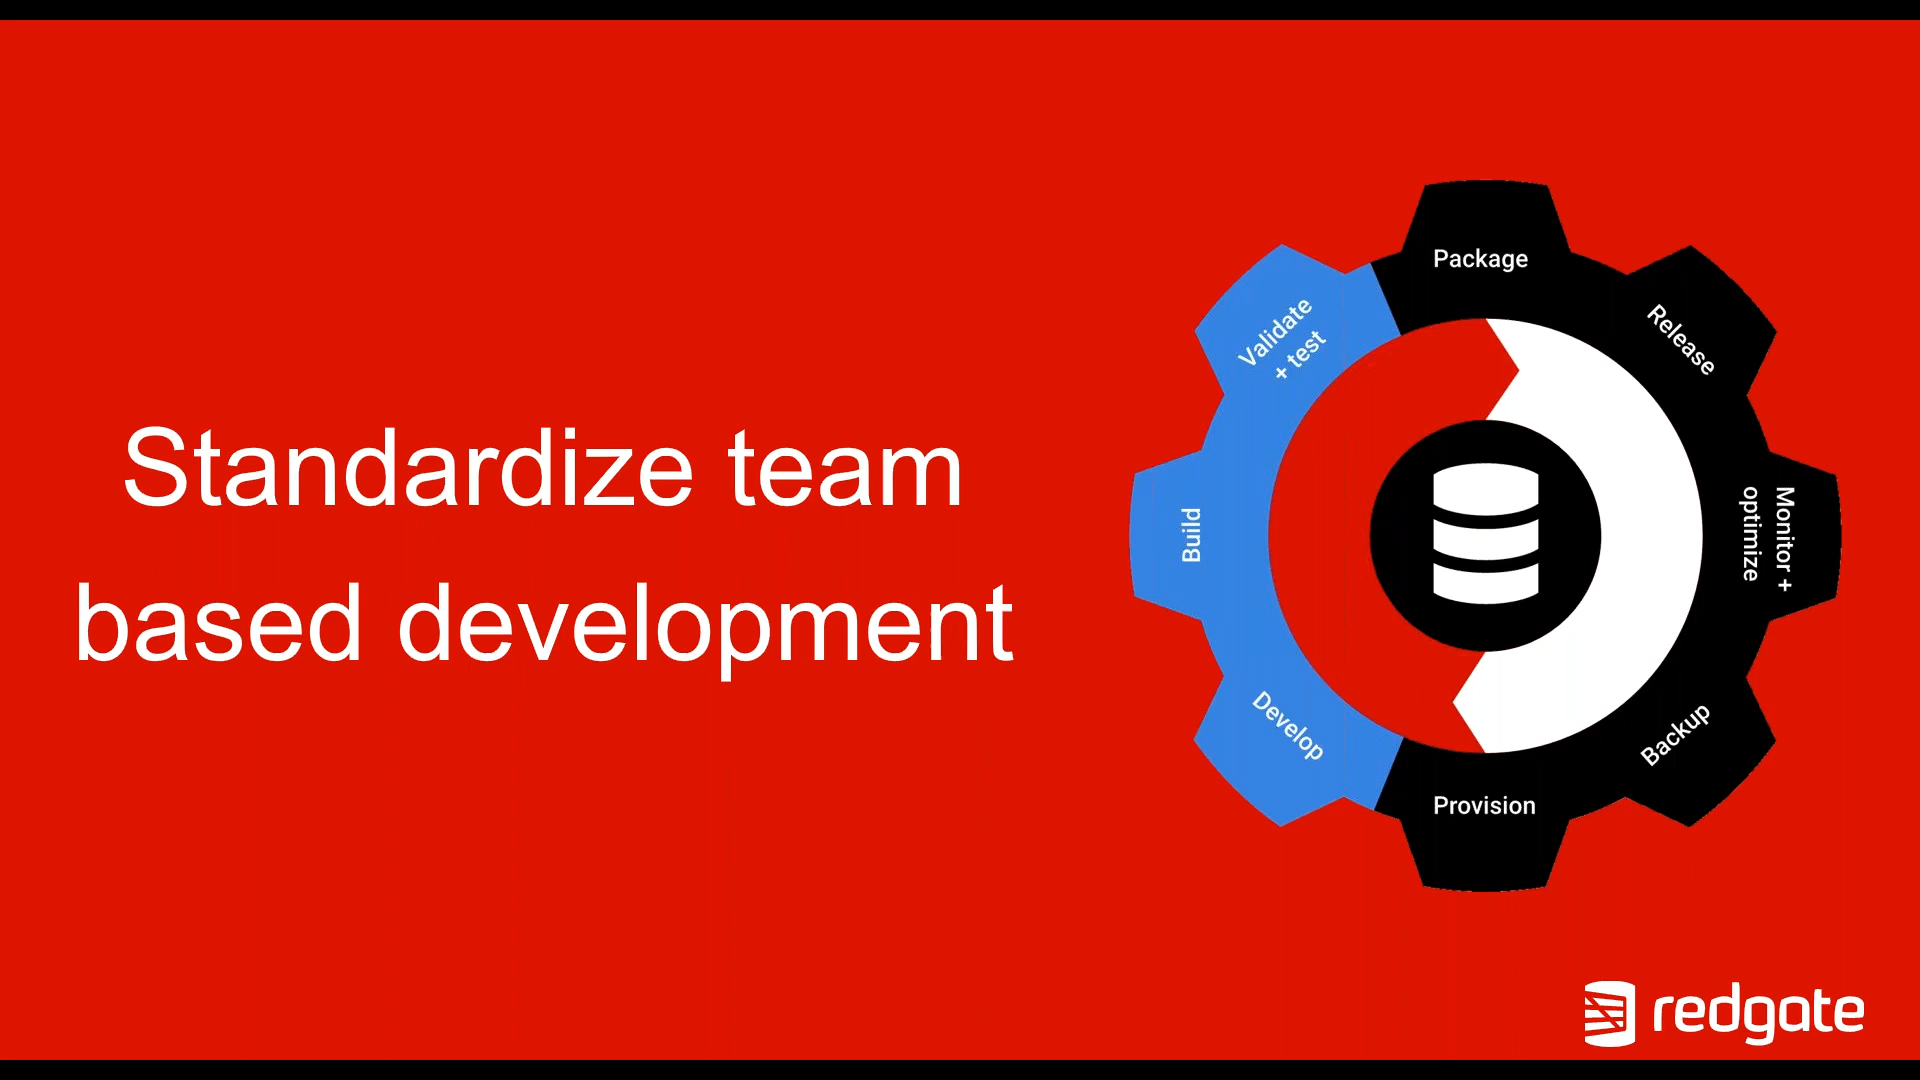 Standardize team
based development
Package
Release
Monitor +
optimize
Backup
Provision
Develop
Build
Validate
+ test
redgate